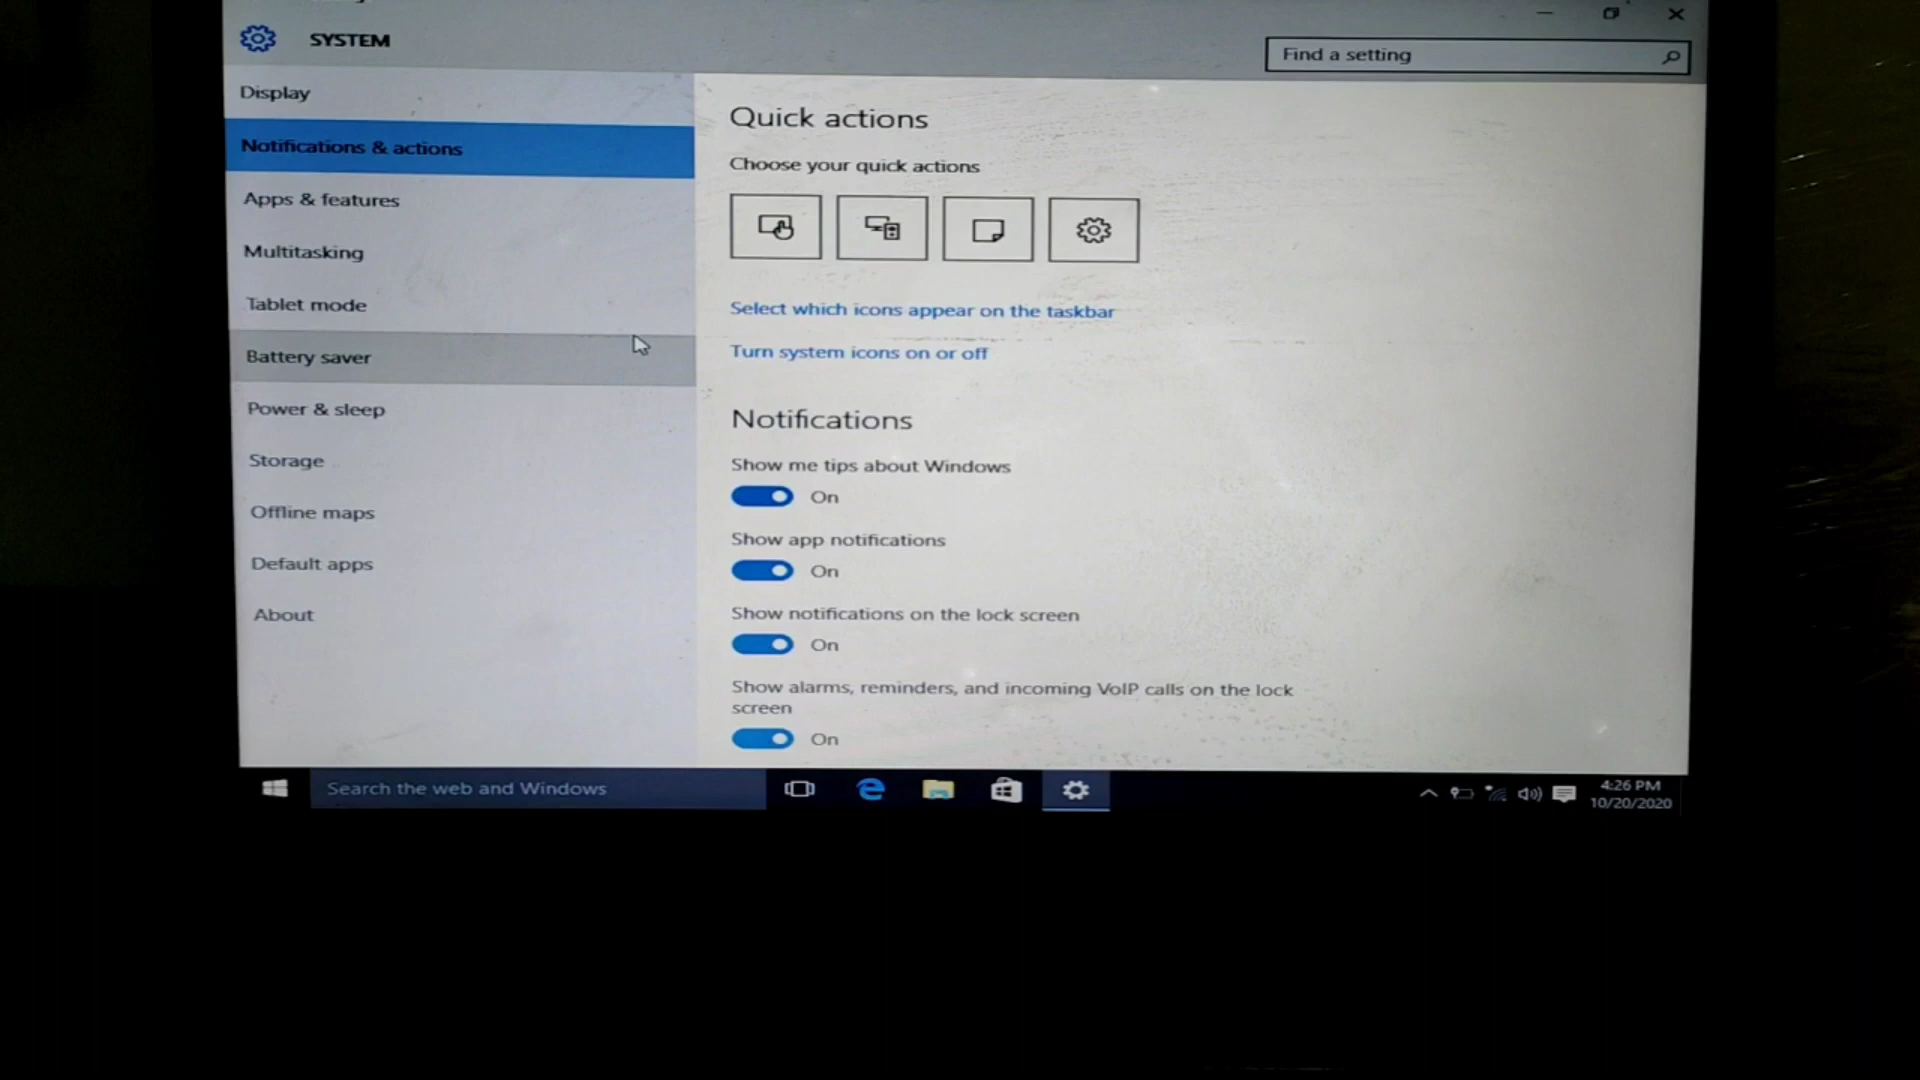 SYSTEM
Find a setting
Display
Notifications & actions
Apps & features
Multitasking
Tablet mode
Battery saver
Power & sleep
Storage
Offline maps
Default apps
About
Quick actions
Choose your quick actions
Select which icons appear on the taskbar
Turn system icons on or off
Notifications
Show me tips about Windows
On
Show app notifications
On
Show notifications on the lock screen
On
Show alarms, reminders, and incoming VoIP calls on the lock
screen
On
Search the web and Windows
4:26 PM
10/20/2020